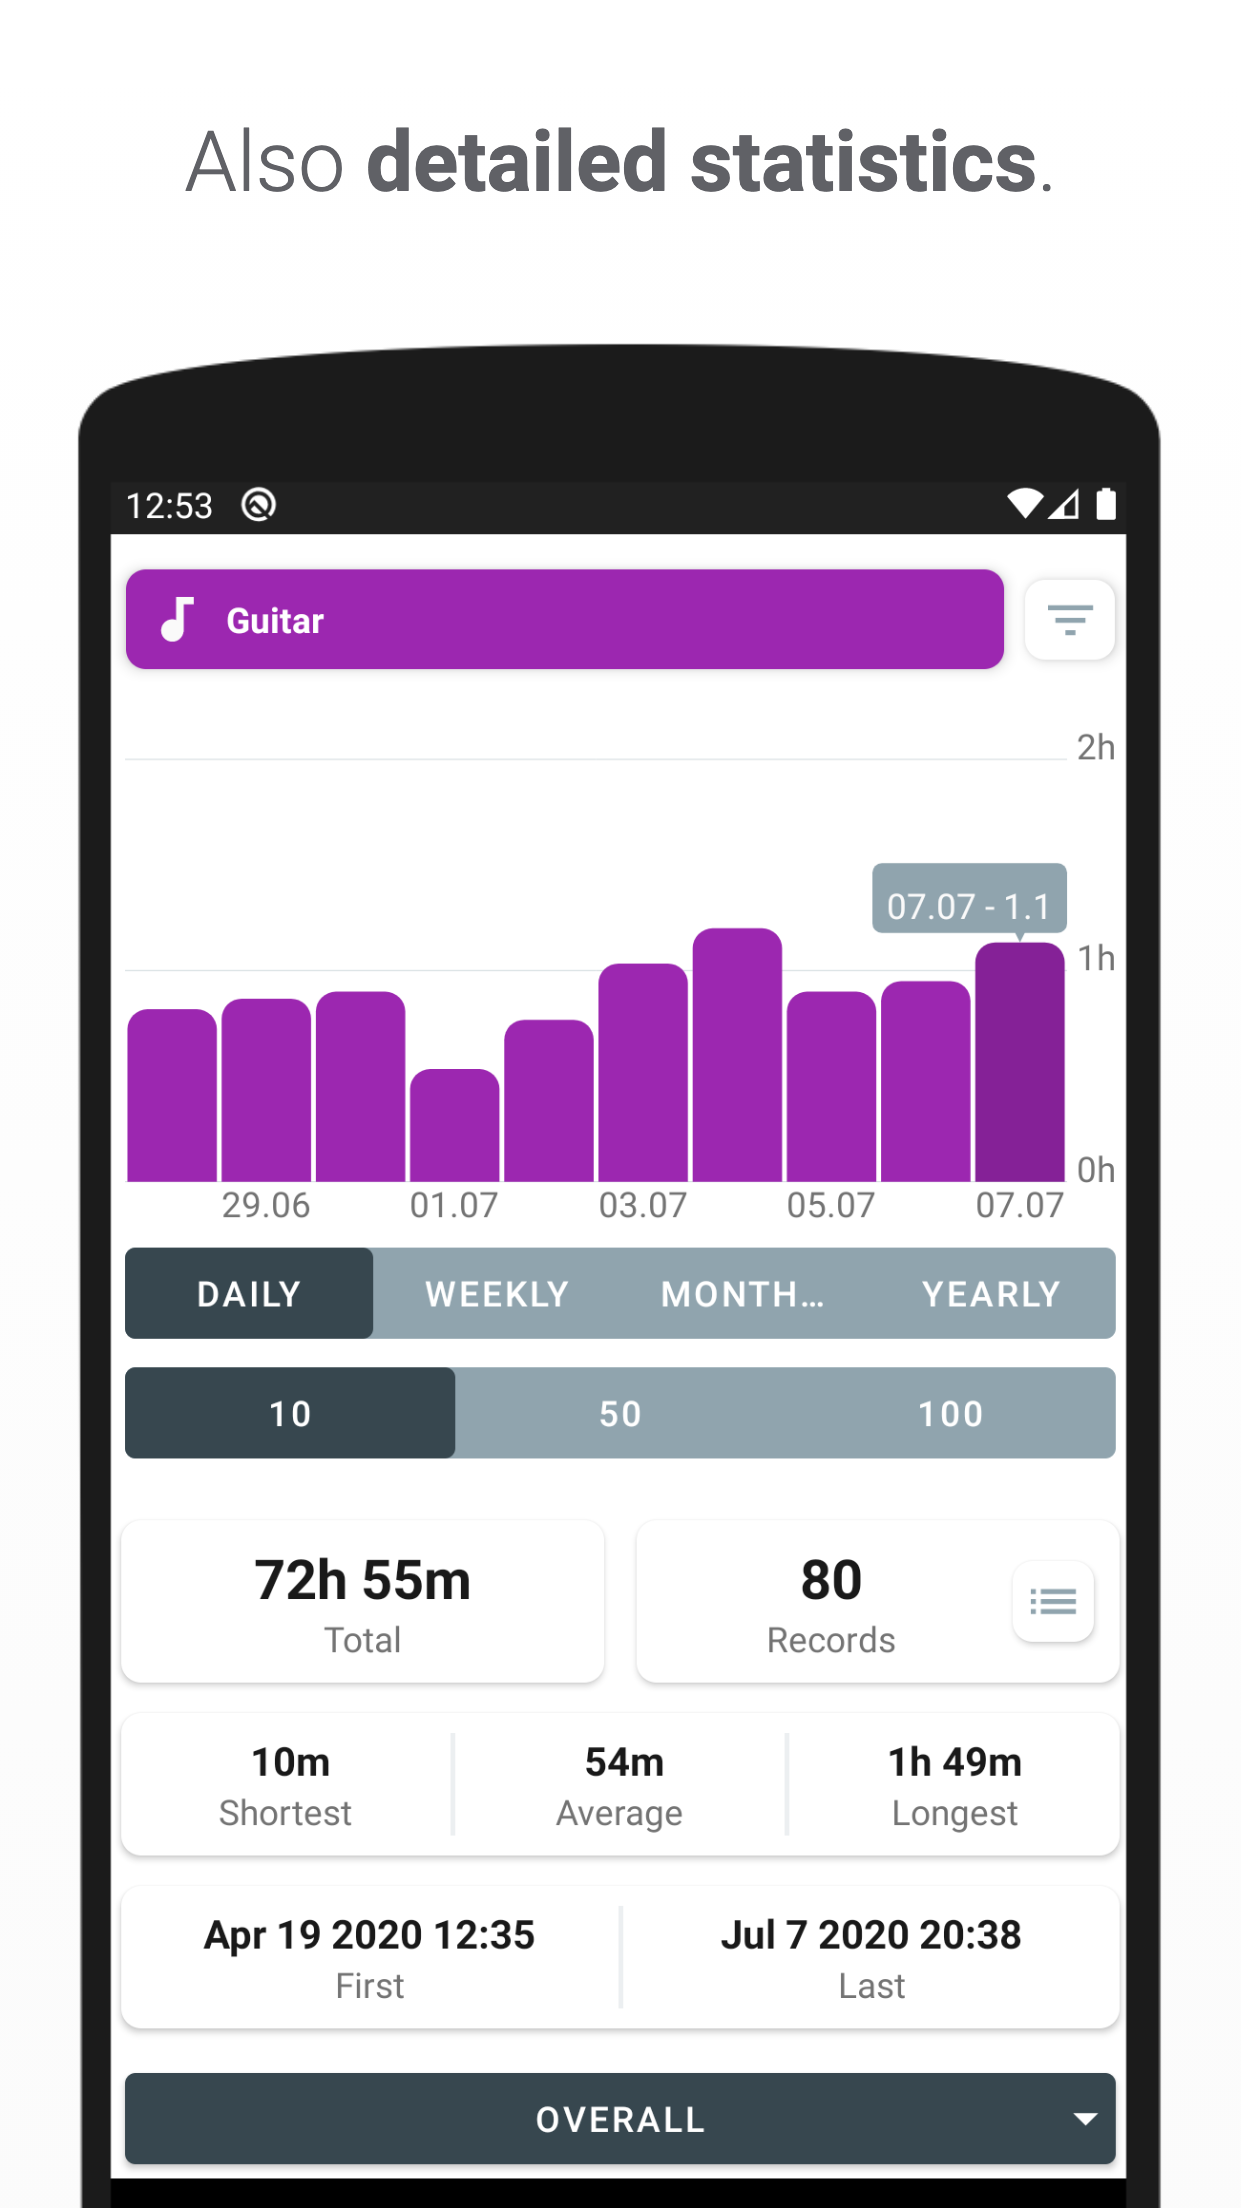 Also detailed statistics.
12:53
Guitar
2h
07.07 - 1.1
1h
0h
29.06 01.07 03.07 05.07 07.07
DAILY WEEKLY MONTH... YEARLY
10 50 100
72h 55m 80
Total Records
10m 54m 1h 49m
Shortest Average Longest
Apr 19 2020 12:35 Jul 7 2020 20:38
First Last
OVERALL